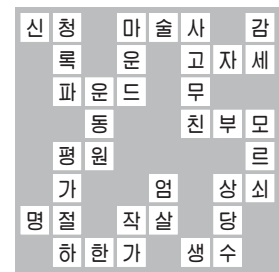 신 청 마 술 사 감
록 운 고 자 세
파 운 드 무
동 친 부 모
평 원 르
가 엄 상 쇠
명 절 작 살 당
하 한 가 생 수